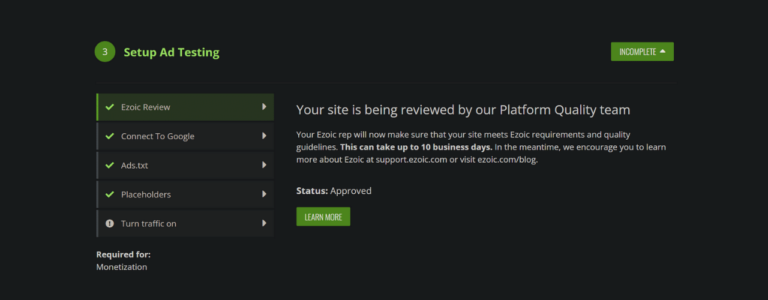 3 Setup Ad Testing
INCOMPLETE
Ezoic Review
Connect To Google
Ads.txt
Placeholders
Turn traffic on
Required for:
Monetization
Your site is being reviewed by our Platform Quality team
Your Ezoic rep will now make sure that your site meets Ezoic requirements and quality
guidelines. This can take up to 10 business days. In the meantime, we encourage you to learn
more about Ezoic at support.ezoic.com or visit ezoic.com/blog.
Status: Approved
LEARN MORE